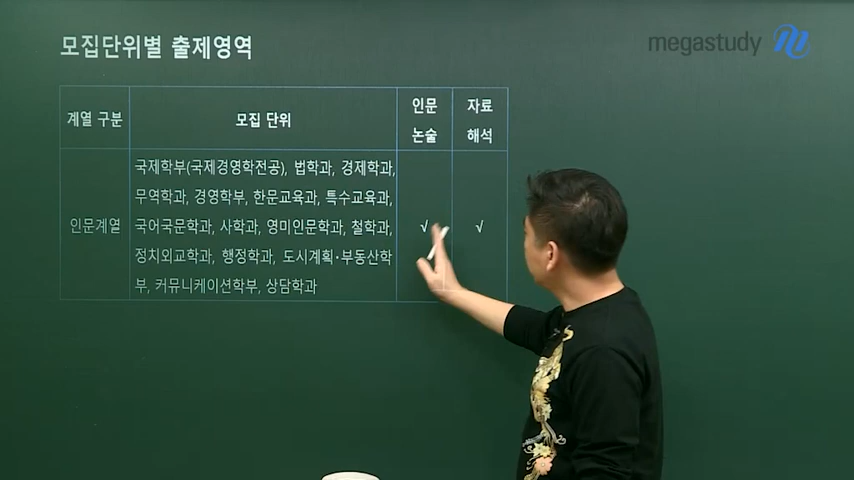 모집단위별 출제영역
megastudy
계열 구분
모집 단위
인문
논술
자료
해석
인문계열
국제학부(국제경영학전공), 법학과, 경제학과,
무역학과, 경영학부, 한문교육과, 특수교육과,
국어국문학과, 사학과, 영미인문학과, 철학과,
정치외교학과, 행정학과, 도시계획·부동산학
부, 커뮤니케이션학부, 상담학과
√
√